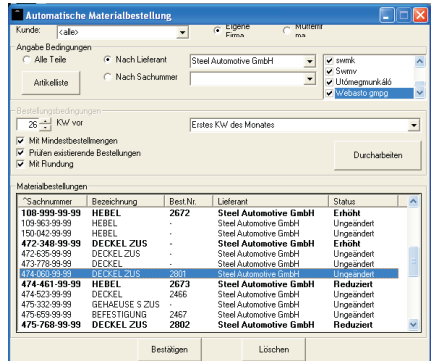 Automatische Materialbestellung
Kunde: <alle> Eigene Firma Mutterfirma
Angabe Bedingungen
Alle Teile Nach Lieferant Steel Automotive GmbH swmk
Swmv
Artikelliste Nach Sachummer Utómegmunkáló
Webasto gmpg
Bestellungsbedingungen
26 KW vor Erstes KW des Monates
Mit Mindestbestellmengen
Prüfen existierende Bestellungen Durcharbeiten
Mit Rundung
Materialbestellungen
^Sachnummer Bezeichnung Best.Nr. Lieferant Status
108-999-99-99 HEBEL 2672 Steel Automotive GmbH Erhöht
109-963-99-99 HEBEL - Steel Automotive GmbH Ungeändert
150-042-99-99 HEBEL - Steel Automotive GmbH Ungeändert
472-348-99-99 DECKEL ZUS - Steel Automotive GmbH Erhöht
472-635-99-99 DECKEL ZUS - Steel Automotive GmbH Ungeändert
473-778-99-99 DECKEL - Steel Automotive GmbH Ungeändert
474-060-99-99 DECKEL ZUS 2801 Steel Automotive GmbH Ungeändert
474-461-99-99 HEBEL 2673 Steel Automotive GmbH Reduziert
474-523-99-99 DECKEL 2466 Steel Automotive GmbH Ungeändert
475-332-99-99 GEHAEUSE S ZUS - Steel Automotive GmbH Ungeändert
475-659-99-99 BEFESTIGUNG 2467 Steel Automotive GmbH Ungeändert
475-768-99-99 DECKEL ZUS 2802 Steel Automotive GmbH Reduziert
Bestätigen Löschen